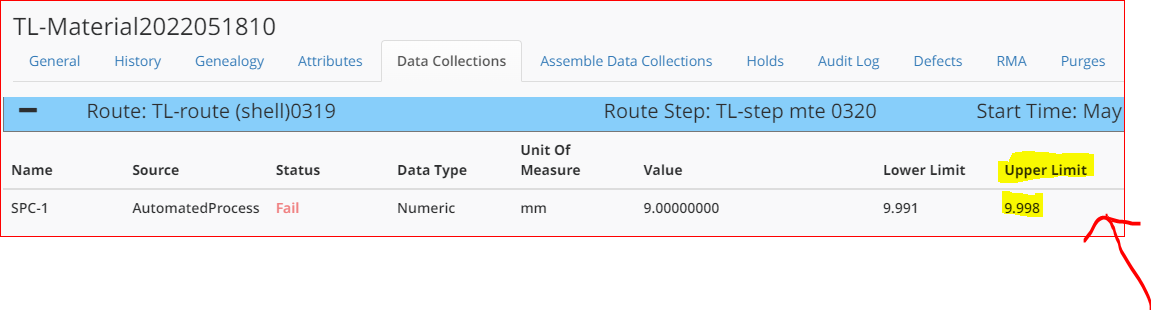 TL-Material2022051810
General History Genealogy Attributes Data Collections Assemble Data Collections Holds Audit Log Defects RMA Purges
Route: TL-route (shell)0319 Route Step: TL-step mte 0320 Start Time: May
Name Source Status Data Type Unit Of Measure Value Lower Limit Upper Limit
SPC-1 AutomatedProcess Fail Numeric mm 9.00000000 9.991 9.998